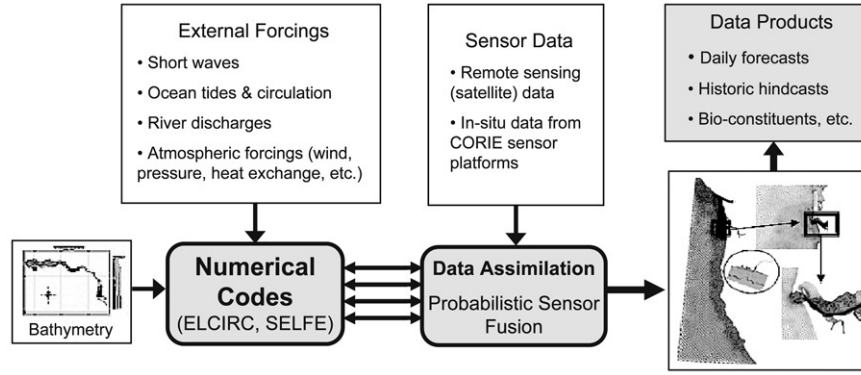 External Forcings
• Short waves
• Ocean tides & circulation
• River discharges
• Atmospheric forcings (wind,
pressure, heat exchange, etc.)
Sensor Data
• Remote sensing
(satellite) data
• In-situ data from
CORIE sensor
platforms
Data Products
• Daily forecasts
• Historic hindcasts
• Bio-constituents, etc.
Bathymetry
Numerical
Codes
(ELCIRC, SELFE)
Data Assimilation
Probabilistic Sensor
Fusion